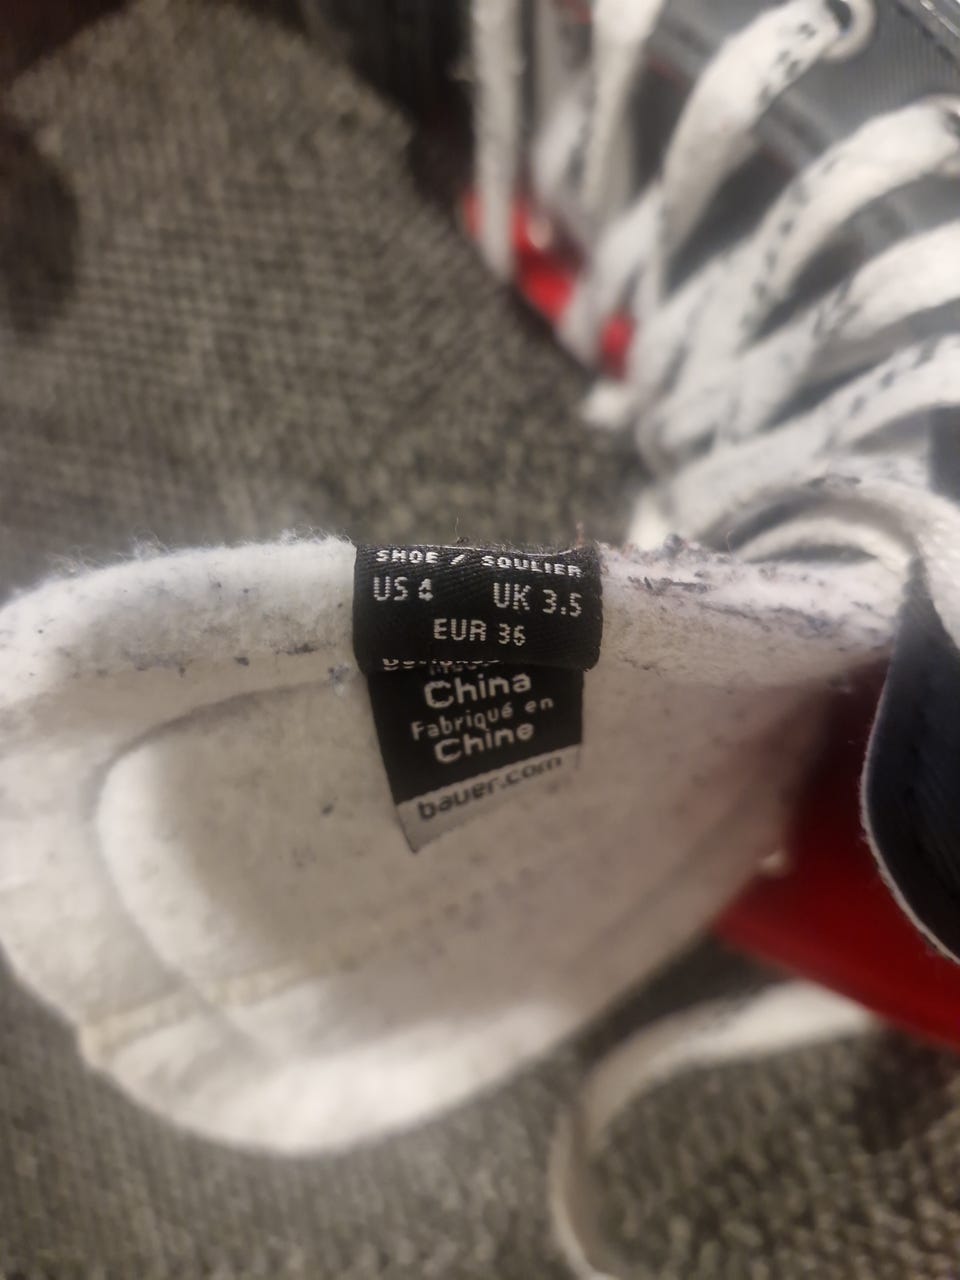 SHOE / SOULIER
US 4 UK 3.5
EUR 36
China
Fabriqué en
Chine
bauer.com